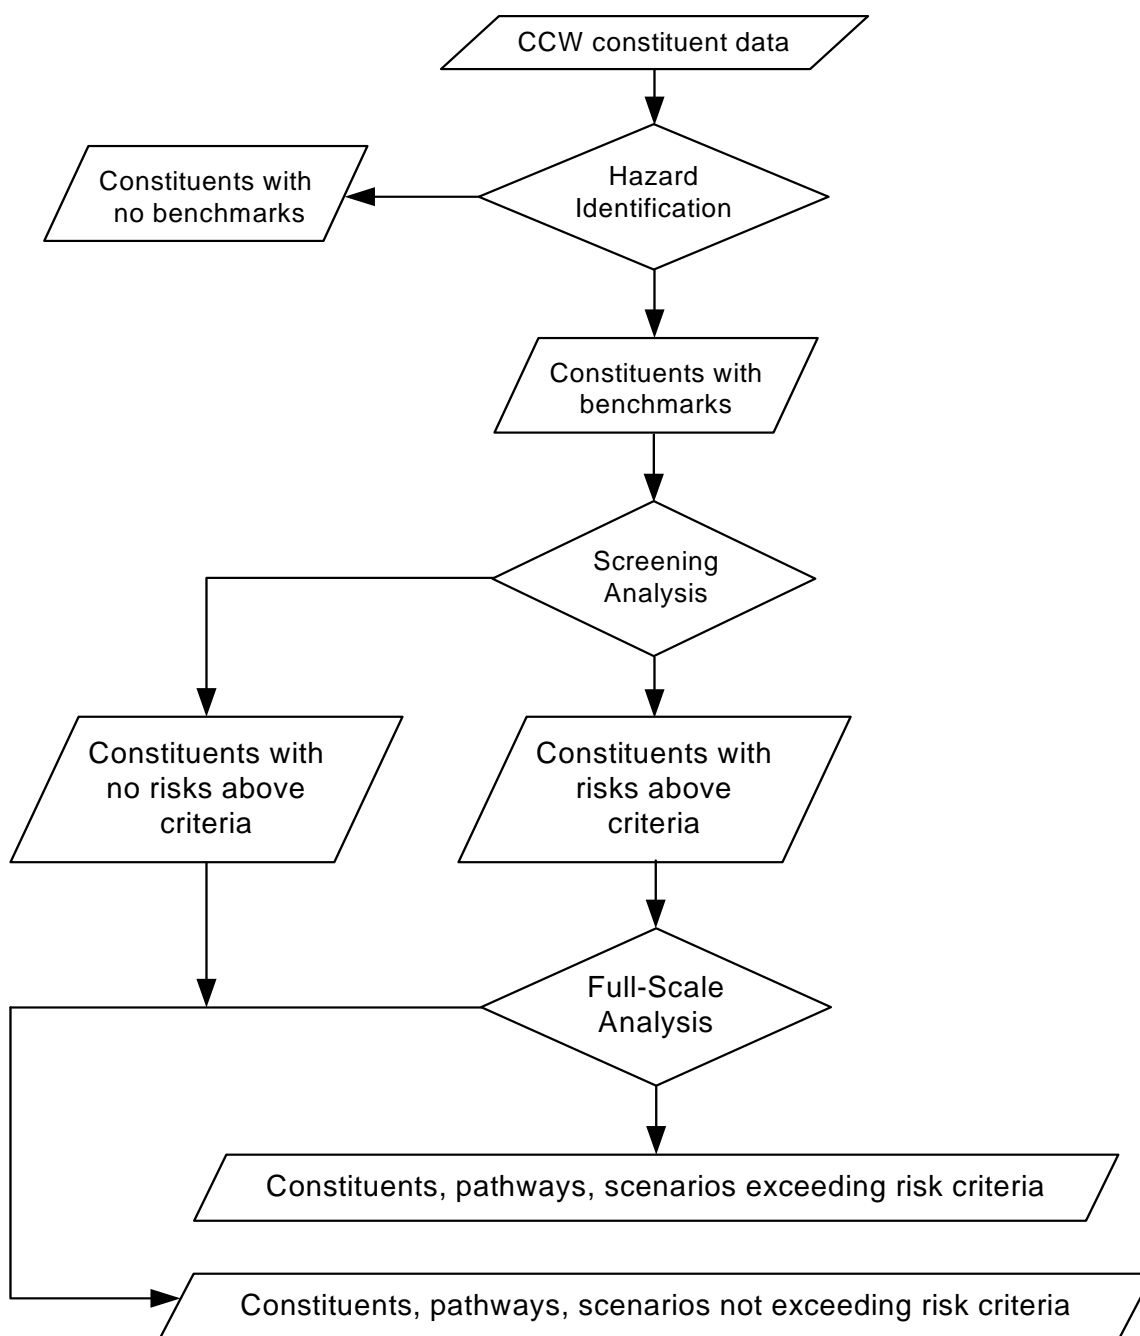 CCW constituent data
Hazard
Identification
Constituents with
no benchmarks
Constituents with
benchmarks
Screening
Analysis
Constituents with
no risks above
criteria
Constituents with
risks above
criteria
Full-Scale
Analysis
Constituents, pathways, scenarios exceeding risk criteria
Constituents, pathways, scenarios not exceeding risk criteria